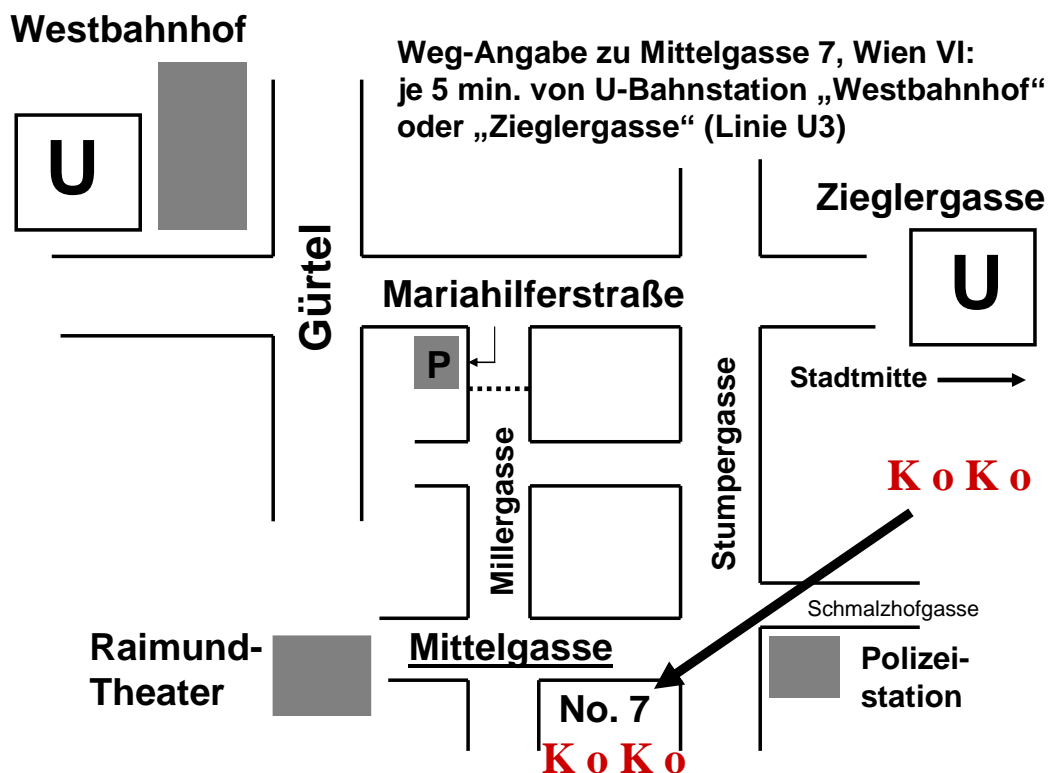 Westbahnhof
Weg-Angabe zu Mittelgasse 7, Wien VI:
je 5 min. von U-Bahnstation „Westbahnhof“
oder „Zieglergasse“ (Linie U3)
U
Zieglergasse
U
Gürtel
Mariahilferstraße
P
Stadtmitte
Millergasse
Stumpergasse
K o K o
Schmalzhofgasse
Raimund-
Theater
Mittelgasse
Polizei-
station
No. 7
K o K o